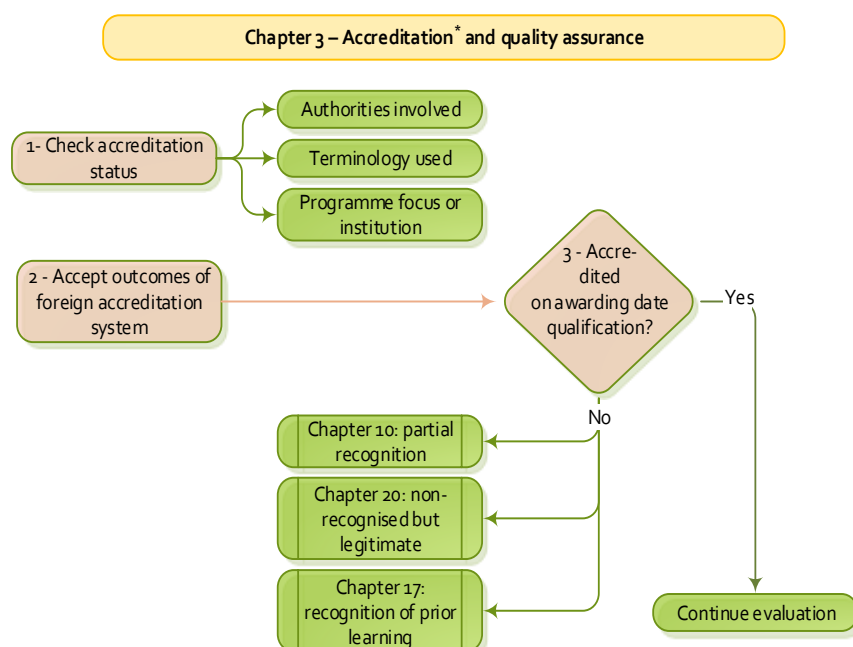 Chapter 3 – Accreditation* and quality assurance
1- Check accreditation
status
Authorities involved
Terminology used
Programme focus or
institution
2 - Accept outcomes of
foreign accreditation
system
3 - Accre-
dited
on awarding date
qualification?
Yes
No
Chapter 10: partial
recognition
Chapter 20: non-
recognised but
legitimate
Chapter 17:
recognition of prior
learning
Continue evaluation